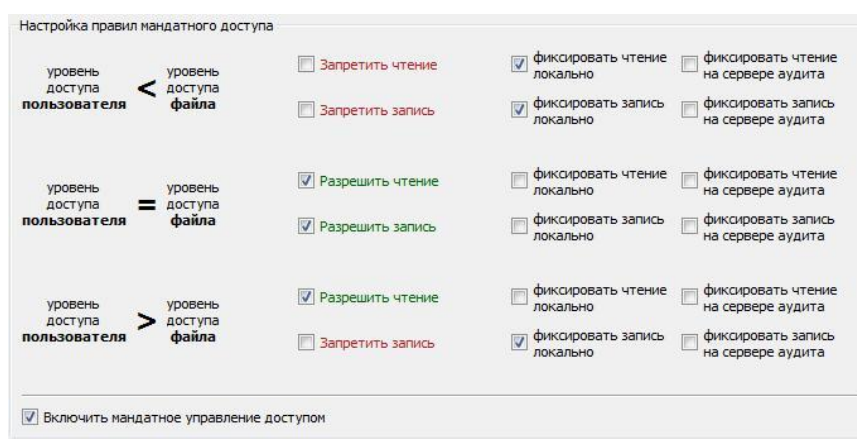 Настройка правил мандатного доступа
уровень доступа пользователя < уровень доступа файла
Запретить чтение
фиксировать чтение локально
фиксировать чтение на сервере аудита
Запретить запись
фиксировать запись локально
фиксировать запись на сервере аудита
уровень доступа пользователя = уровень доступа файла
Разрешить чтение
фиксировать чтение локально
фиксировать чтение на сервере аудита
Разрешить запись
фиксировать запись локально
фиксировать запись на сервере аудита
уровень доступа пользователя > уровень доступа файла
Разрешить чтение
фиксировать чтение локально
фиксировать чтение на сервере аудита
Запретить запись
фиксировать запись локально
фиксировать запись на сервере аудита
Включить мандатное управление доступом